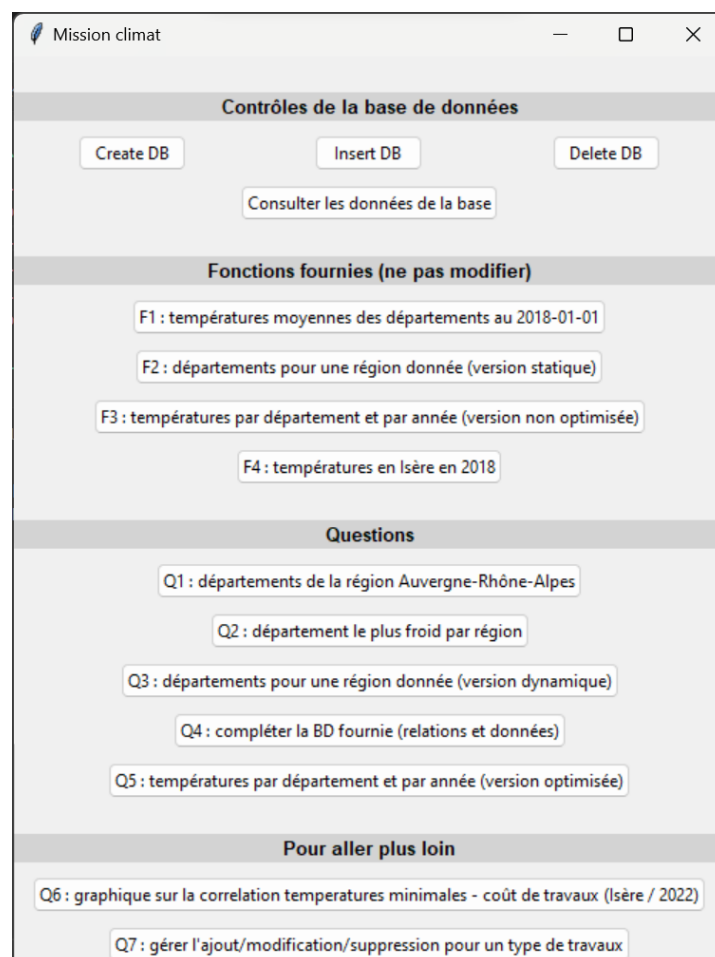 Mission climat
Contrôles de la base de données
Create DB
Insert DB
Delete DB
Consulter les données de la base
Fonctions fournies (ne pas modifier)
F1 : températures moyennes des départements au 2018-01-01
F2 : départements pour une région donnée (version statique)
F3 : températures par département et par année (version non optimisée)
F4 : températures en Isère en 2018
Questions
Q1 : départements de la région Auvergne-Rhône-Alpes
Q2 : département le plus froid par région
Q3 : départements pour une région donnée (version dynamique)
Q4 : compléter la BD fournie (relations et données)
Q5 : températures par département et par année (version optimisée)
Pour aller plus loin
Q6 : graphique sur la correlation temperatures minimales - coût de travaux (Isère / 2022)
Q7 : gérer l'ajout/modification/suppression pour un type de travaux